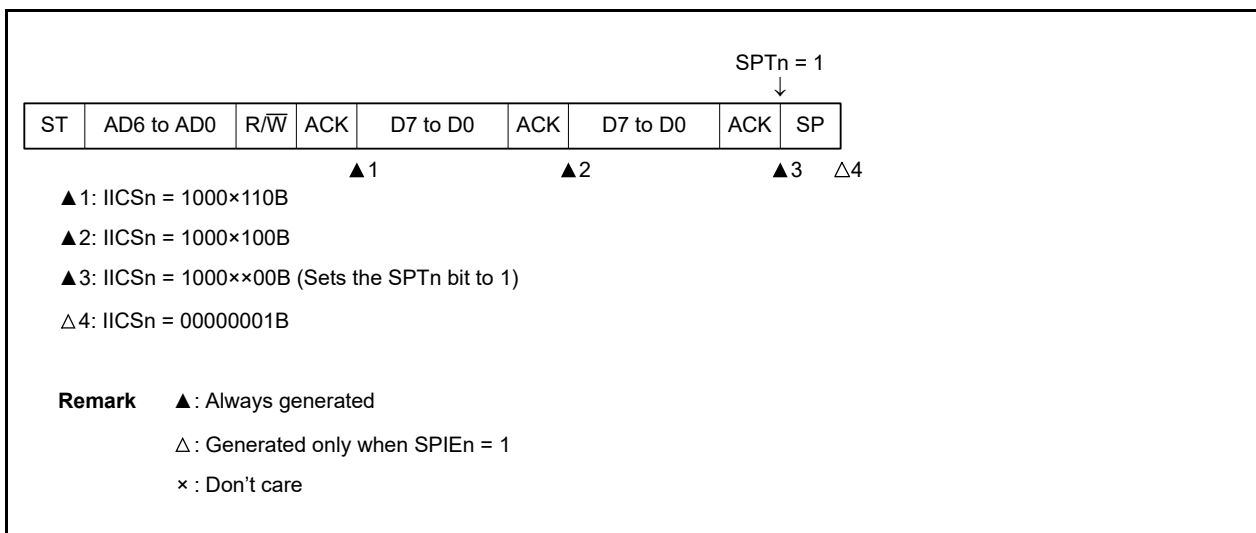 SPTn = 1
↓
ST AD6 to AD0 R/W̅ ACK D7 to D0 ACK D7 to D0 ACK SP
▲1 ▲2 ▲3 △4
▲1: IICSn = 1000×110B
▲2: IICSn = 1000×100B
▲3: IICSn = 1000××00B (Sets the SPTn bit to 1)
△4: IICSn = 00000001B
Remark ▲: Always generated
△: Generated only when SPIEn = 1
× : Don't care